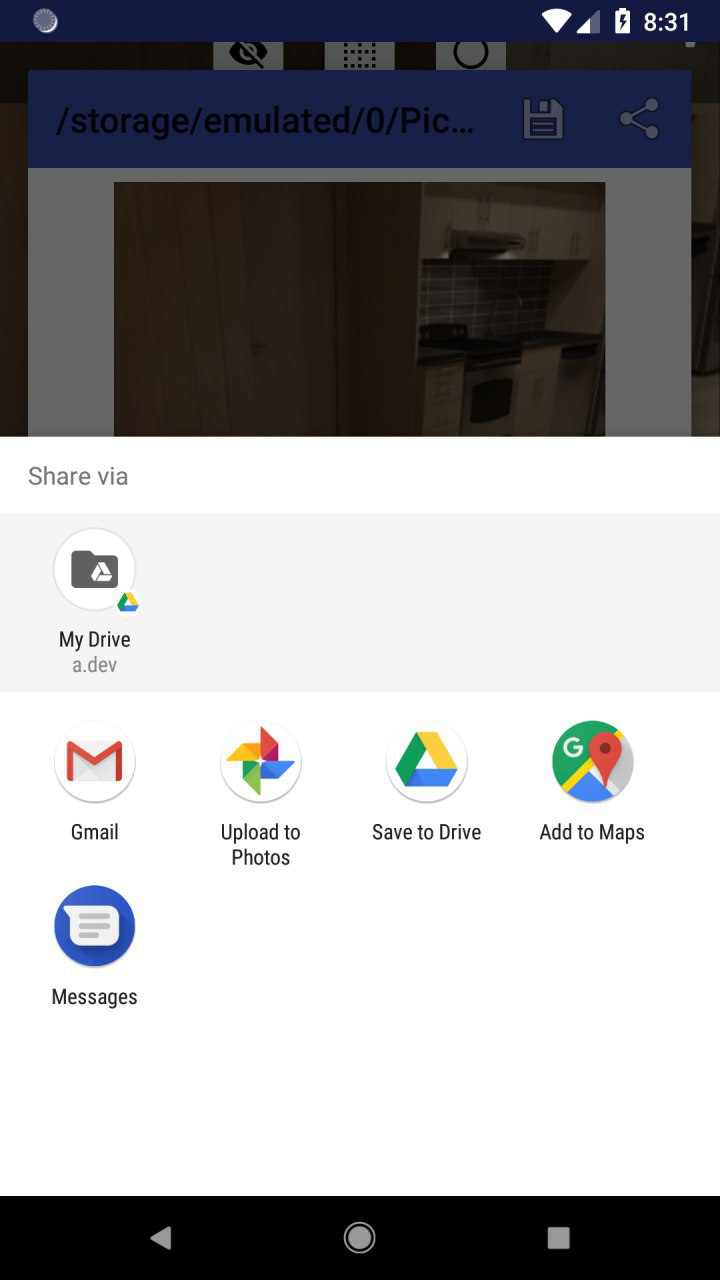 8:31
/storage/emulated/0/Pic...
Share via
My Drive
a.dev
Gmail
Upload to
Photos
Save to Drive
Add to Maps
G
Messages